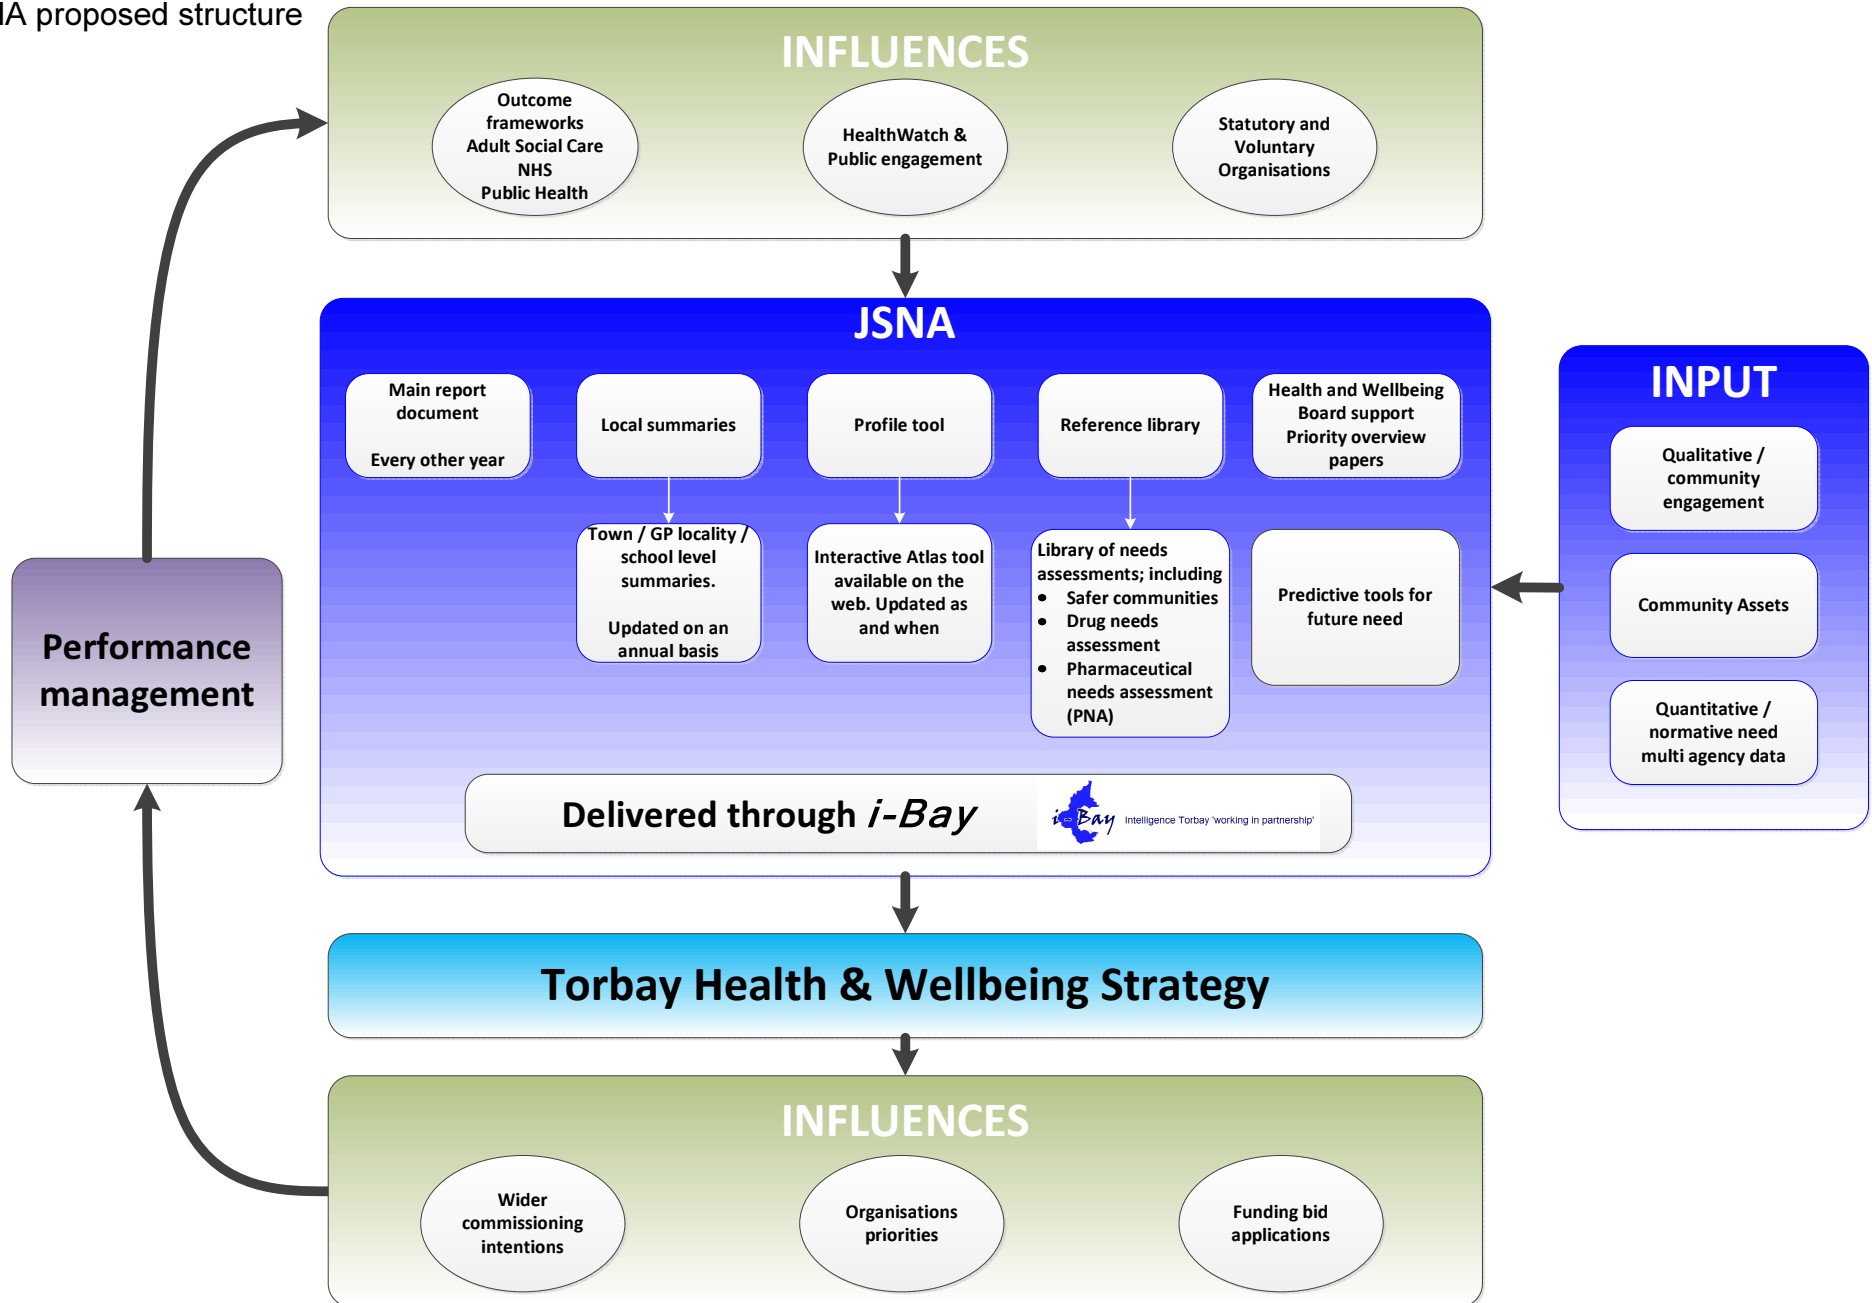 IA proposed structure
INFLUENCES
Outcome
frameworks
Adult Social Care
NHS
Public Health
HealthWatch &
Public engagement
Statutory and
Voluntary
Organisations
JSNA
Main report
document
Every other year
Local summaries
Profile tool
Reference library
Health and Wellbeing
Board support
Priority overview
papers
Town / GP locality /
school level
summaries.
Updated on an
annual basis
Interactive Atlas tool
available on the
web. Updated as
and when
Library of needs
assessments; including
• Safer communities
• Drug needs
assessment
• Pharmaceutical
needs assessment
(PNA)
Predictive tools for
future need
Delivered through i-Bay
i-Bay Intelligence Torbay 'working in partnership'
INPUT
Qualitative /
community
engagement
Community Assets
Quantitative /
normative need
multi agency data
Performance
management
Torbay Health & Wellbeing Strategy
INFLUENCES
Wider
commissioning
intentions
Organisations
priorities
Funding bid
applications